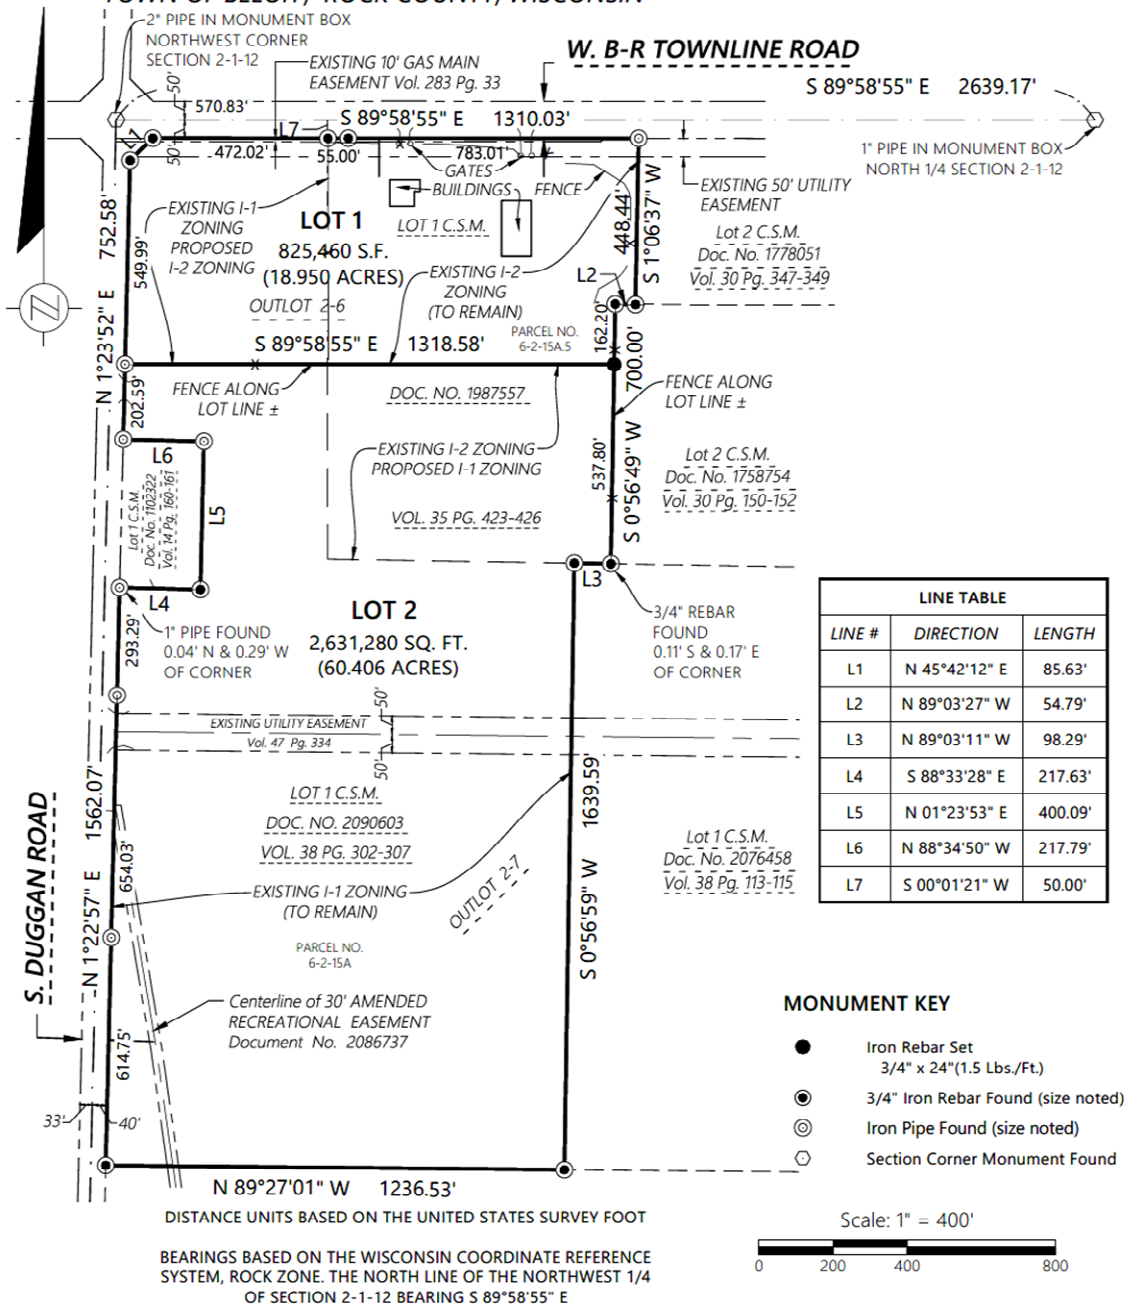 TOWN OF BELOIT, ROCK COUNTY, WISCONSIN
2" PIPE IN MONUMENT BOX
NORTHWEST CORNER
SECTION 2-1-12
EXISTING 10' GAS MAIN
EASEMENT Vol. 283 Pg. 33
W. B-R TOWNLINE ROAD
S 89°58'55" E 2639.17'
50'
570.83'
S 89°58'55" E 1310.03'
L7
L1
50'
472.02'
55.00'
783.01'
GATES
BUILDINGS
FENCE
1" PIPE IN MONUMENT BOX
NORTH 1/4 SECTION 2-1-12
EXISTING 50' UTILITY
EASEMENT
EXISTING I-1
ZONING
PROPOSED
I-2 ZONING
LOT 1
825,460 S.F.
(18.950 ACRES)
LOT 1 C.S.M.
OUTLOT 2-6
EXISTING I-2
ZONING
(TO REMAIN)
448.44'
S 1°06'37" W
Lot 2 C.S.M.
Doc. No. 1778051
Vol. 30 Pg. 347-349
L2
PARCEL NO.
6-2-15A.5
162.20'
N 1°23'52" E 752.58'
549.99'
S 89°58'55" E 1318.58'
202.59'
FENCE ALONG
LOT LINE ±
DOC. NO. 1987557
FENCE ALONG
LOT LINE ±
S 0°56'49" W 700.00'
537.80'
EXISTING I-2 ZONING
PROPOSED I-1 ZONING
Lot 2 C.S.M.
Doc. No. 1758754
Vol. 30 Pg. 150-152
L6
Lot 1 C.S.M.
Doc. No. 1102322
Vol. 14 Pg. 160-161
L5
VOL. 35 PG. 423-426
L4
L3
293.29'
1" PIPE FOUND
0.04' N & 0.29' W
OF CORNER
LOT 2
2,631,280 SQ. FT.
(60.406 ACRES)
3/4" REBAR
FOUND
0.11' S & 0.17' E
OF CORNER
LINE TABLE
LINE # DIRECTION LENGTH
L1 N 45°42'12" E 85.63'
L2 N 89°03'27" W 54.79'
L3 N 89°03'11" W 98.29'
L4 S 88°33'28" E 217.63'
L5 N 01°23'53" E 400.09'
L6 N 88°34'50" W 217.79'
L7 S 00°01'21" W 50.00'
50'
EXISTING UTILITY EASEMENT
Vol. 47 Pg. 334
50'
N 1°22'57" E 1562.07'
S. DUGGAN ROAD
654.03'
LOT 1 C.S.M.
DOC. NO. 2090603
VOL. 38 PG. 302-307
S 0°56'59" W 1639.59
OUTLOT 2-7
Lot 1 C.S.M.
Doc. No. 2076458
Vol. 38 Pg. 113-115
EXISTING I-1 ZONING
(TO REMAIN)
PARCEL NO.
6-2-15A
Centerline of 30' AMENDED
RECREATIONAL EASEMENT
Document No. 2086737
614.75'
33'
40'
MONUMENT KEY
Iron Rebar Set
3/4" x 24"(1.5 Lbs./Ft.)
3/4" Iron Rebar Found (size noted)
Iron Pipe Found (size noted)
Section Corner Monument Found
N 89°27'01" W 1236.53'
DISTANCE UNITS BASED ON THE UNITED STATES SURVEY FOOT
BEARINGS BASED ON THE WISCONSIN COORDINATE REFERENCE
SYSTEM, ROCK ZONE. THE NORTH LINE OF THE NORTHWEST 1/4
OF SECTION 2-1-12 BEARING S 89°58'55" E
Scale: 1" = 400'
0 200 400 800